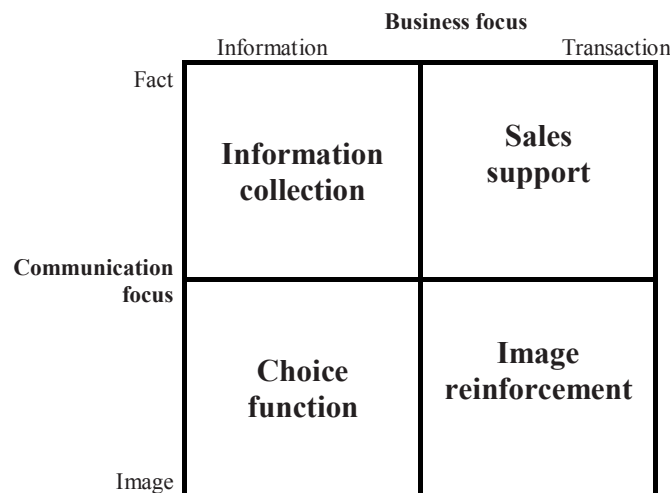 Business focus
Information Transaction
Fact
Information
collection
Sales
support
Communication
focus
Choice
function
Image
reinforcement
Image